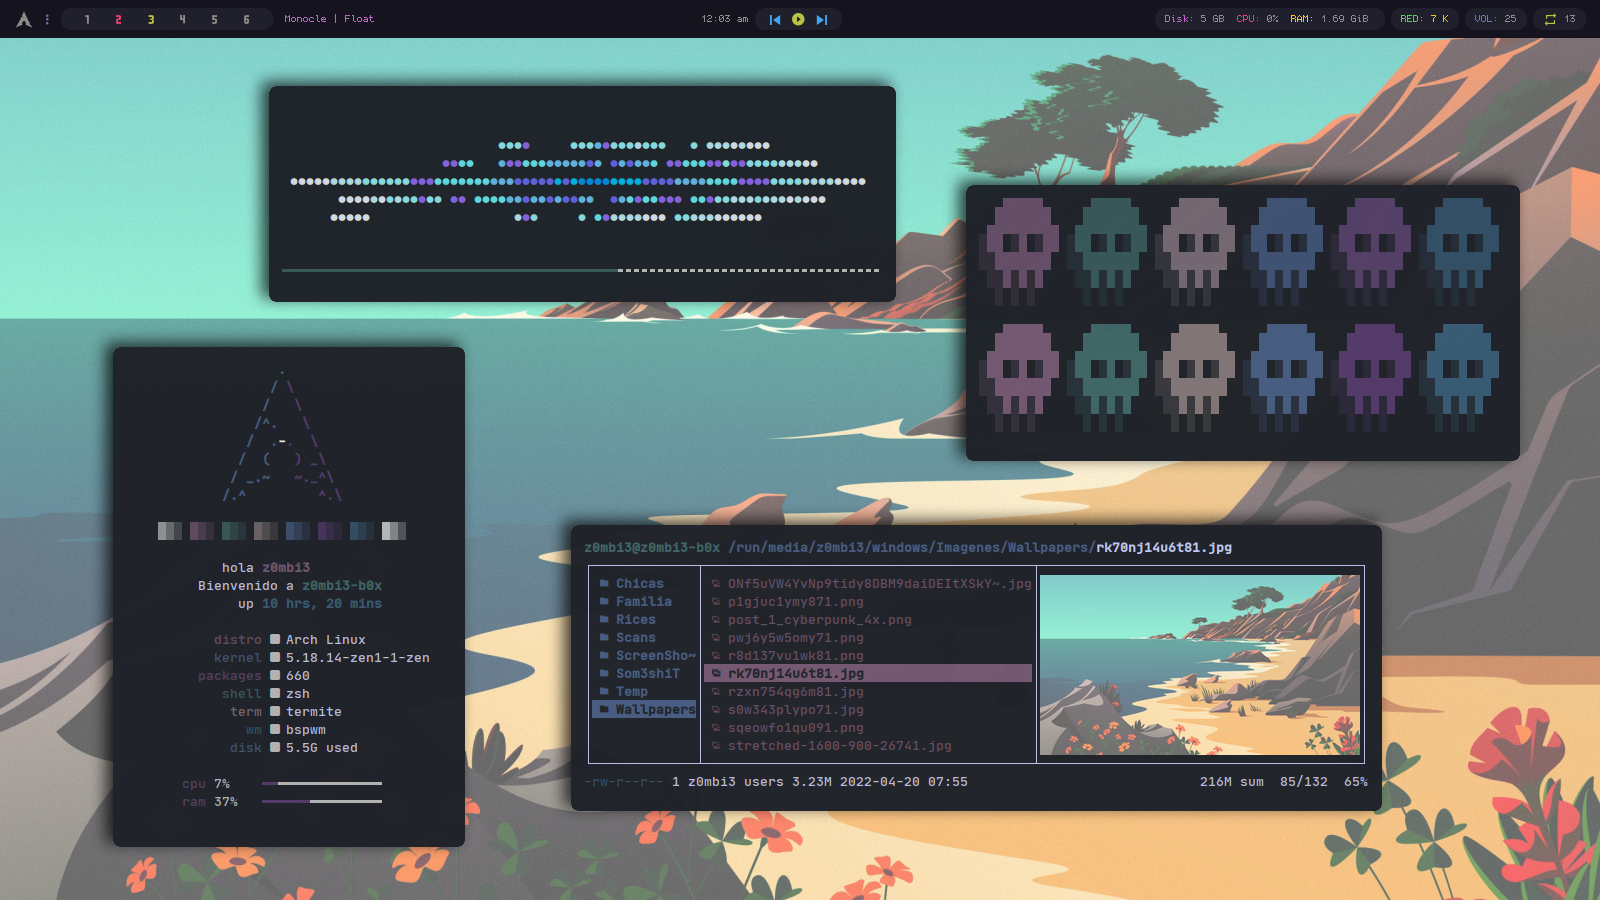 1 2 3 4 5 6 Monocle | Float 12:03 am Disk: 5 GB CPU: 0% RAM: 1.69 GiB RED: 7 K VOL: 25 13
hola z0mbi3
Bienvenido a z0mbi3-b0x
up 10 hrs, 20 mins
distro Arch Linux
kernel 5.18.14-zen1-1-zen
packages 660
shell zsh
term termite
wm bspwm
disk 5.5G used
cpu 7%
ram 37%
z0mbi3@z0mbi3-b0x /run/media/z0mbi3/windows/Imagenes/Wallpapers/rk70nj14u6t81.jpg
Chicas
Familia
Rices
Scans
ScreenSho~
Som3shiT
Temp
Wallpapers
ONf5uVW4YvNp9tidy8DBM9daiDEItXSkY~.jpg
p1gjuc1ymy871.png
post_1_cyberpunk_4x.png
pwj6y5w5omy71.png
r8d137vu1wk81.png
rk70nj14u6t81.jpg
rzxn754qg6m81.jpg
s0w343plypo71.jpg
sqeowfo1qu091.png
stretched-1600-900-26741.jpg
-rw-r--r-- 1 z0mbi3 users 3.23M 2022-04-20 07:55 216M sum 85/132 65%